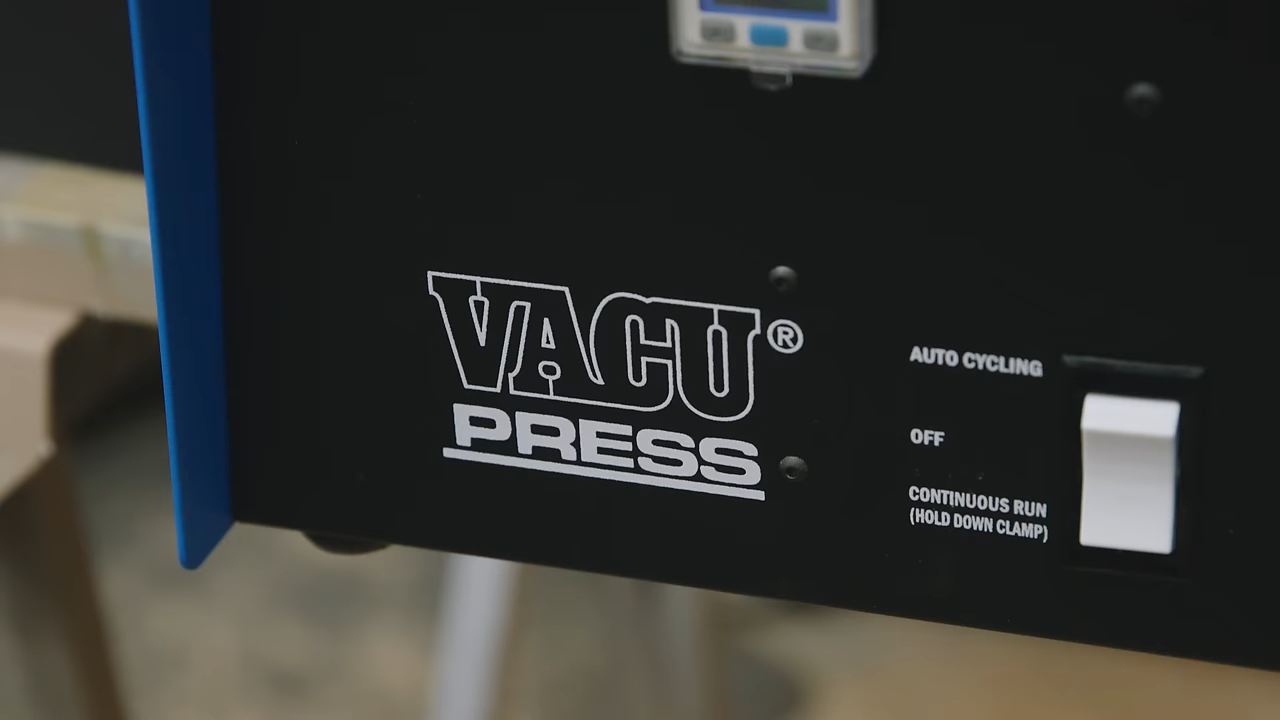 VACU®
PRESS
AUTO CYCLING
OFF
CONTINUOUS RUN
(HOLD DOWN CLAMP)